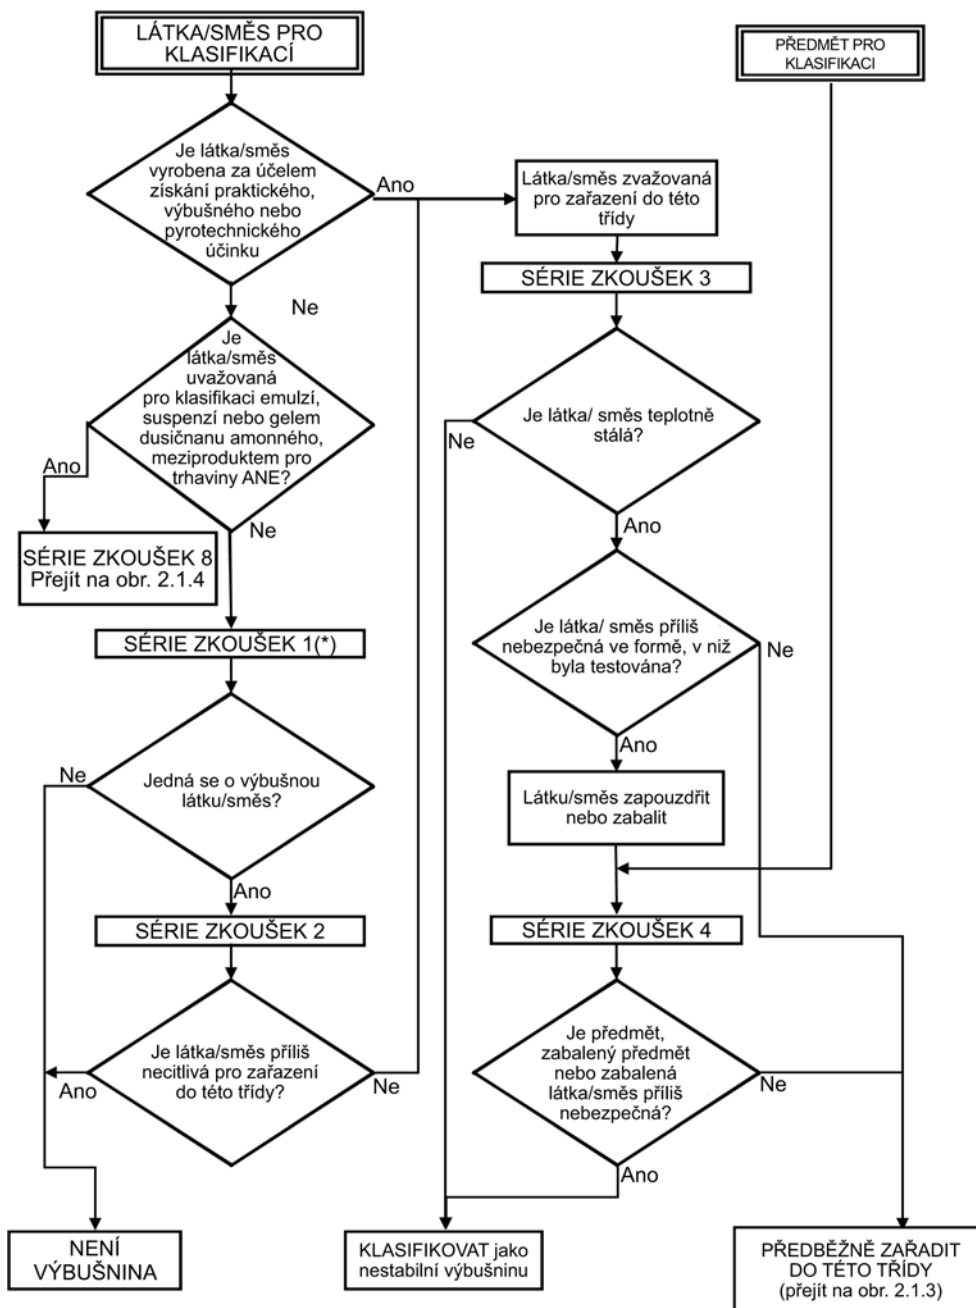 LÁTKA/SMĚS PRO
KLASIFIKACÍ
Je látka/směs
vyrobena za účelem
získání praktického,
výbušného nebo
pyrotechnického
účinku
Ano
Ne
Je
látka/směs
uvažovaná
pro klasifikaci emulzí,
suspenzí nebo gelem
dusičnanu amonného,
meziproduktem pro
trhaviny ANE?
Ano
Ne
SÉRIE ZKOUŠEK 8
Přejít na obr. 2.1.4
SÉRIE ZKOUŠEK 1(*)
Jedná se o výbušnou
látku/směs?
Ne
Ano
SÉRIE ZKOUŠEK 2
Je látka/směs příliš
necitlivá pro zařazení
do této třídy?
Ano
Ne
NENÍ
VÝBUŠNINA
Látka/směs zvažovaná
pro zařazení do této
třídy
SÉRIE ZKOUŠEK 3
Je látka/ směs teplotně
stálá?
Ne
Ano
Je látka/ směs příliš
nebezpečná ve formě, v niž
byla testována?
Ne
Ano
Látku/směs zapouzdřit
nebo zabalit
SÉRIE ZKOUŠEK 4
Je předmět,
zabalený předmět
nebo zabalená
látka/směs příliš
nebezpečná?
Ne
Ano
KLASIFIKOVAT jako
nestabilní výbušninu
PŘEDMĚT PRO
KLASIFIKACI
PŘEDBĚŽNĚ ZAŘADIT
DO TÉTO TŘÍDY
(přejít na obr. 2.1.3)